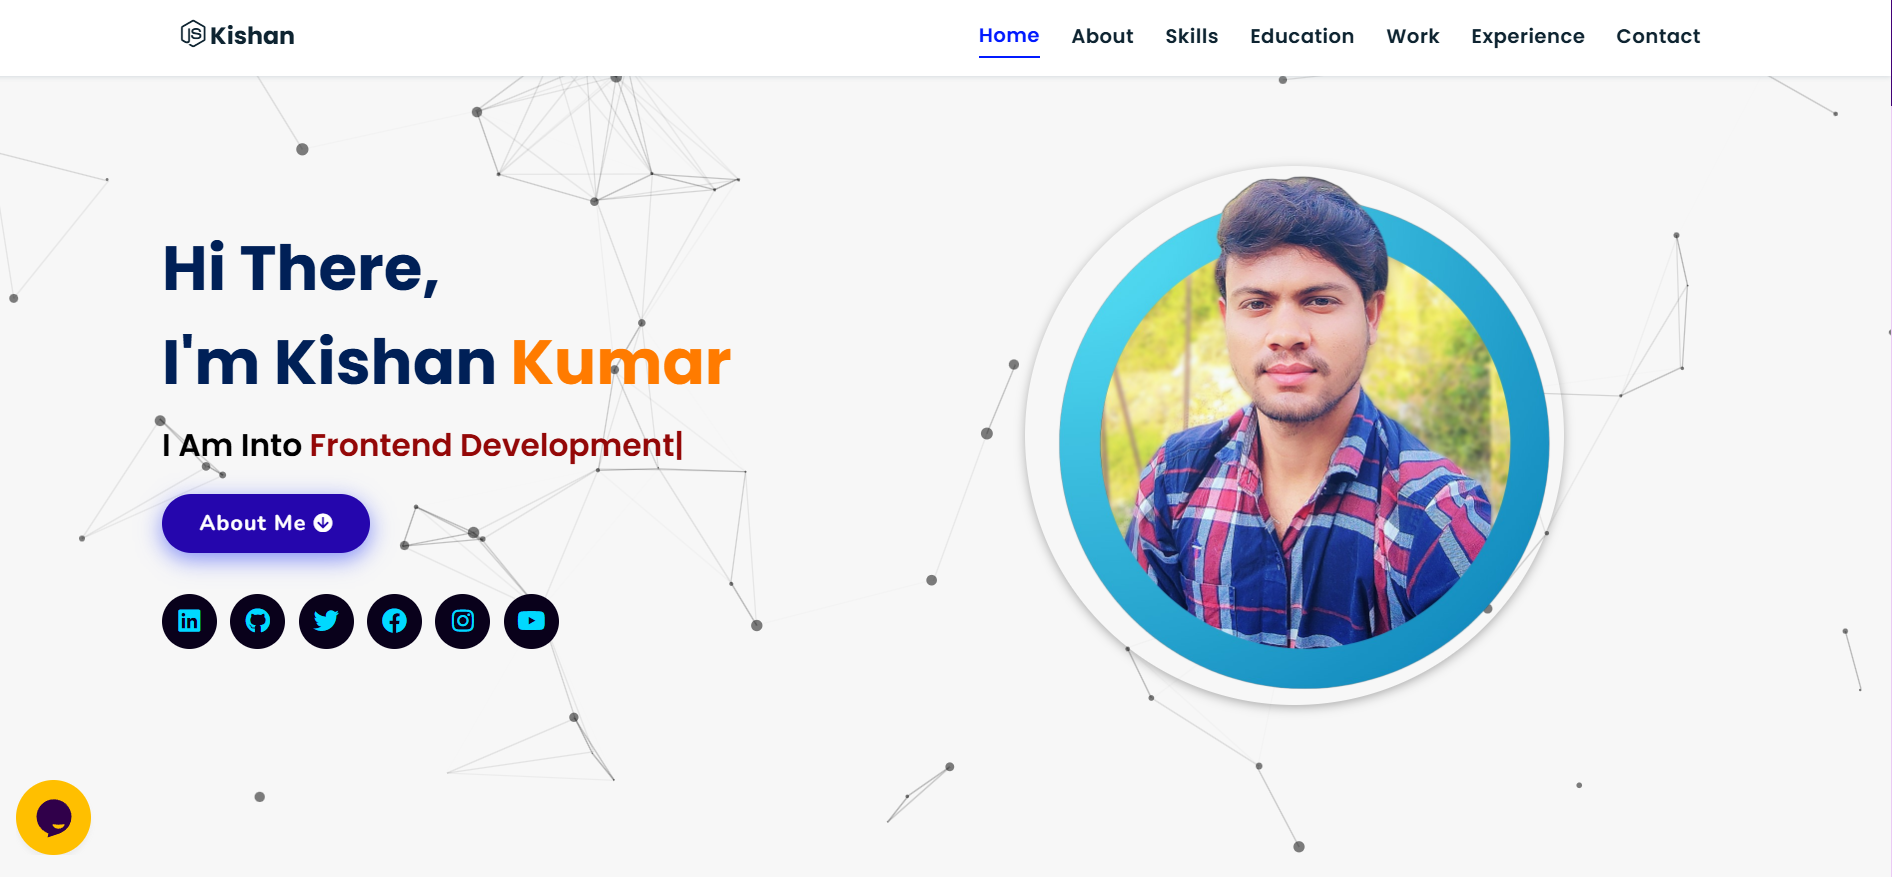 Kishan
Home About Skills Education Work Experience Contact
Hi There,
I'm Kishan Kumar
I Am Into Frontend Development|
About Me